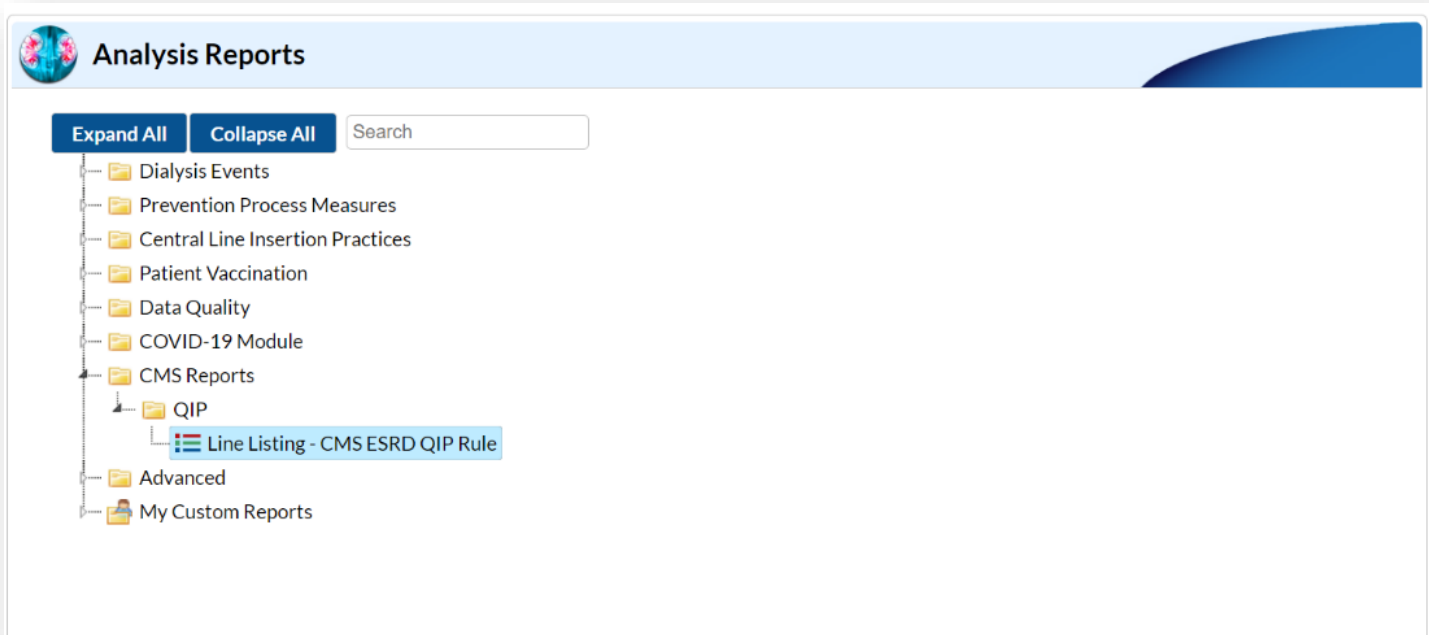 Analysis Reports
Expand All Collapse All Search
Dialysis Events
Prevention Process Measures
Central Line Insertion Practices
Patient Vaccination
Data Quality
COVID-19 Module
CMS Reports
QIP
Line Listing - CMS ESRD QIP Rule
Advanced
My Custom Reports